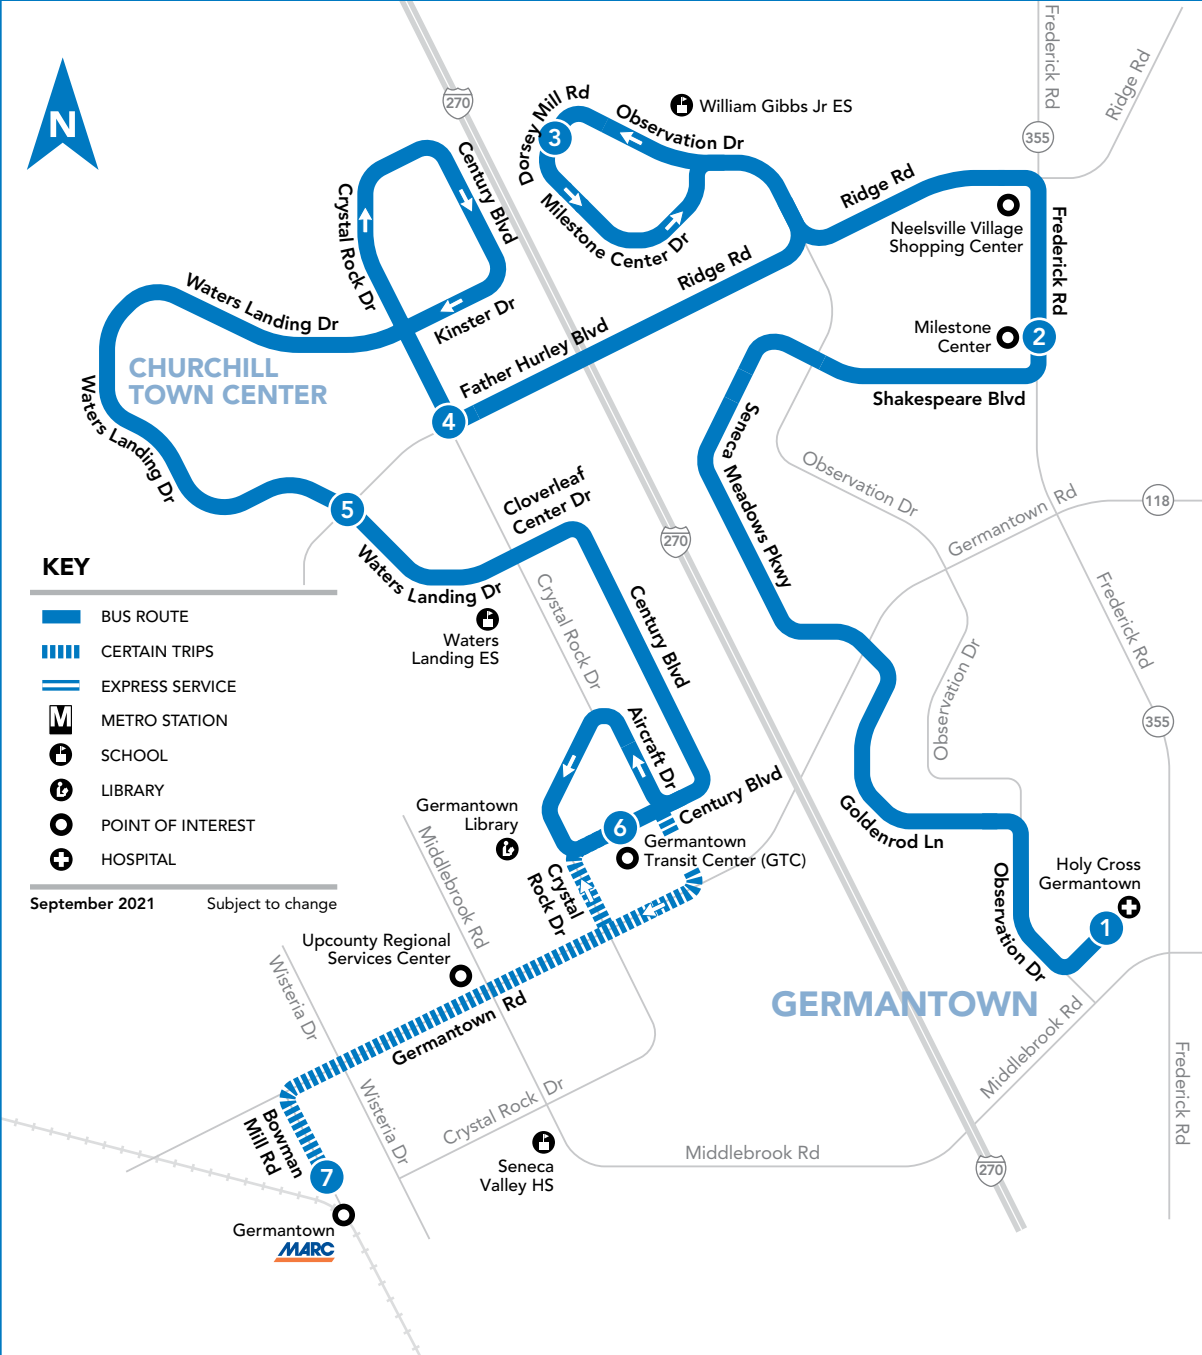 N
270
Dorsey Mill Rd
3
Observation Dr
William Gibbs Jr ES
Frederick Rd
Ridge Rd
355
Crystal Rock Dr
Century Blvd
Milestone Center Dr
Ridge Rd
Neelsville Village
Shopping Center
Frederick Rd
Ridge Rd
Waters Landing Dr
Kinster Dr
Father Hurley Blvd
Milestone
Center
2
CHURCHILL
TOWN CENTER
Shakespeare Blvd
Waters Landing Dr
4
Seneca Meadows Pkwy
Observation Dr
Germantown Rd
118
5
Cloverleaf
Center Dr
270
Waters Landing Dr
Crystal Rock Dr
Century Blvd
Frederick Rd
Waters
Landing ES
Observation Dr
355
KEY
BUS ROUTE
CERTAIN TRIPS
EXPRESS SERVICE
M
METRO STATION
SCHOOL
LIBRARY
POINT OF INTEREST
HOSPITAL
September 2021
Subject to change
Aircraft Dr
Century Blvd
Germantown
Library
6
Germantown
Transit Center (GTC)
Middlebrook Rd
Crystal
Rock Dr
Goldenrod Ln
Holy Cross
Germantown
1
Observation Dr
Upcounty Regional
Services Center
Wisteria Dr
Germantown Rd
GERMANTOWN
Middlebrook Rd
Frederick Rd
Wisteria Dr
Crystal Rock Dr
Bowman
Mill Rd
7
Seneca
Valley HS
Middlebrook Rd
270
Germantown
MARC